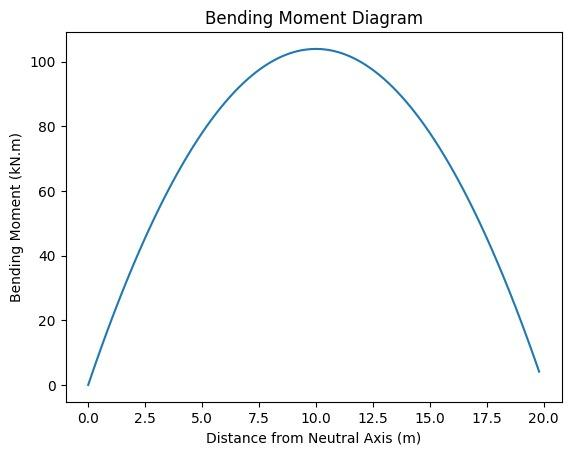 Bending Moment Diagram
Bending Moment (kN.m)
100
80
60
40
20
0
0.0 2.5 5.0 7.5 10.0 12.5 15.0 17.5 20.0
Distance from Neutral Axis (m)